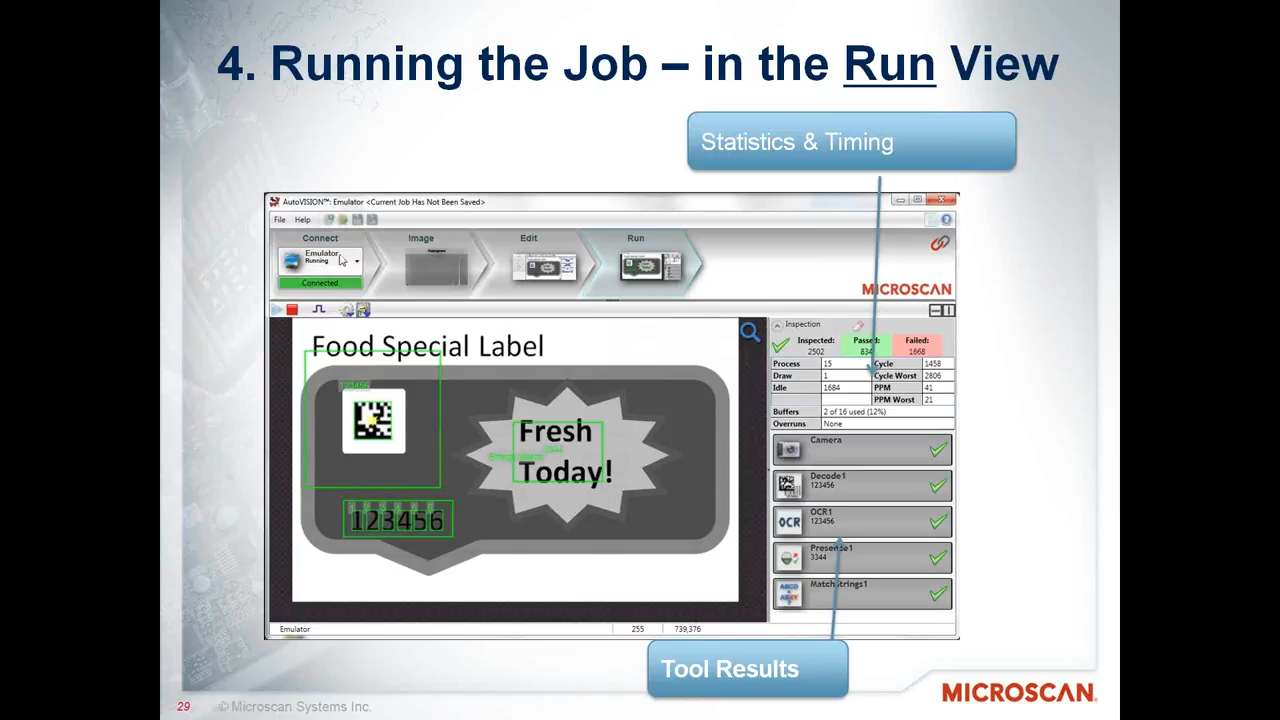 4. Running the Job – in the Run View
Statistics & Timing
AutoVISION™: Emulator <Current Job Has Not Been Saved>
File Help
Connect Image Edit Run
Emulator
Running
Connected
MICROSCAN
Inspection
Inspected: Passed: Failed:
2502 834 1668
Process 15 Cycle 1458
Draw 1 Cycle Worst 2806
Idle 1684 PPM 41
PPM Worst 21
Buffers 2 of 16 used (12%)
Overruns None
Food Special Label
123456
Fresh
Today!
123456
Camera
Decode1
123456
OCR
OCR1
123456
Presence1
3344
MatchStrings1
Emulator 255 739,376
Tool Results
MICROSCAN.
29 © Microscan Systems Inc.